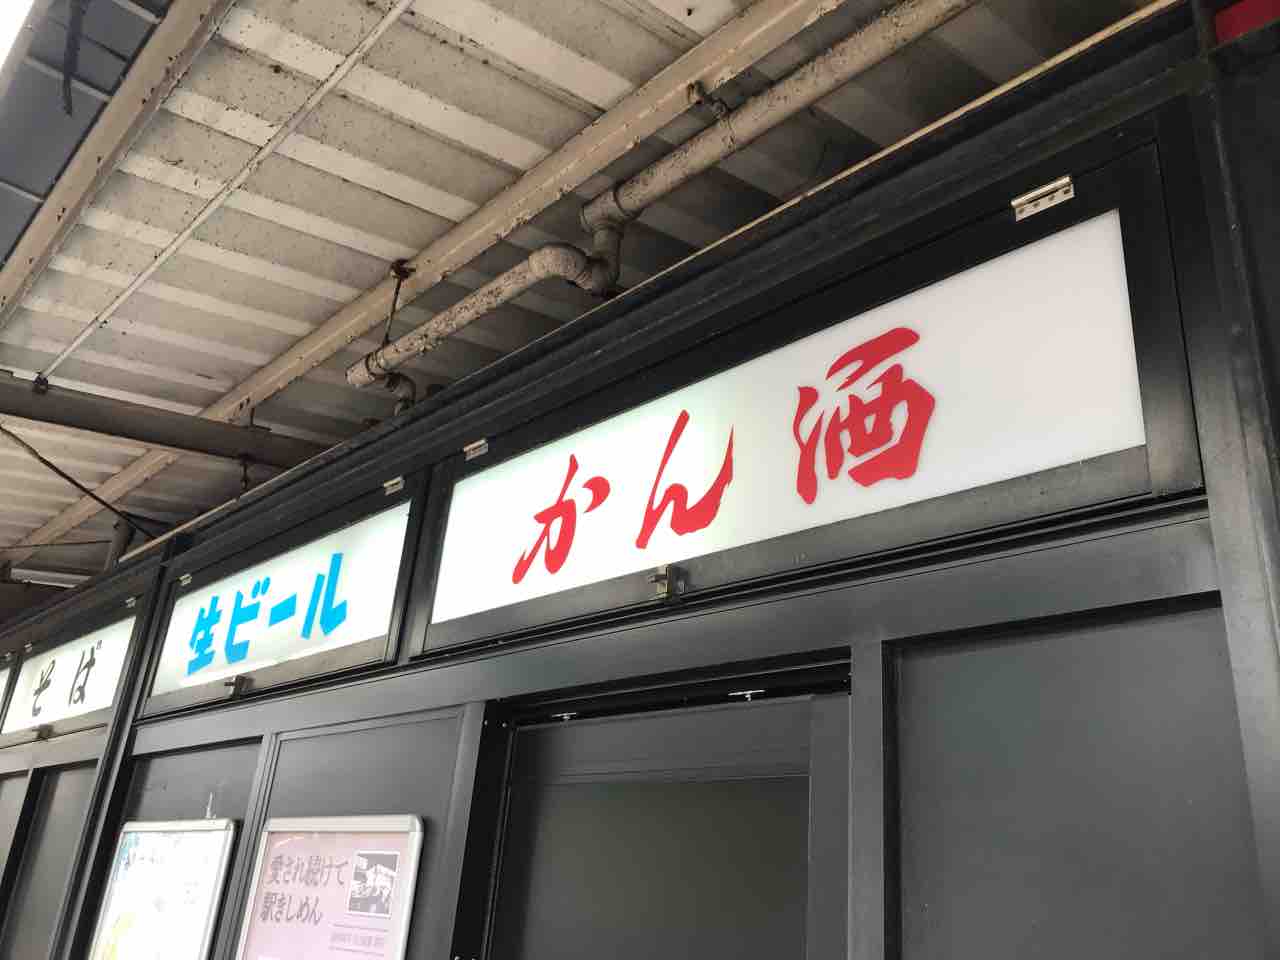 そば
生ビール
かん酒
愛され続けて
駅きしめん